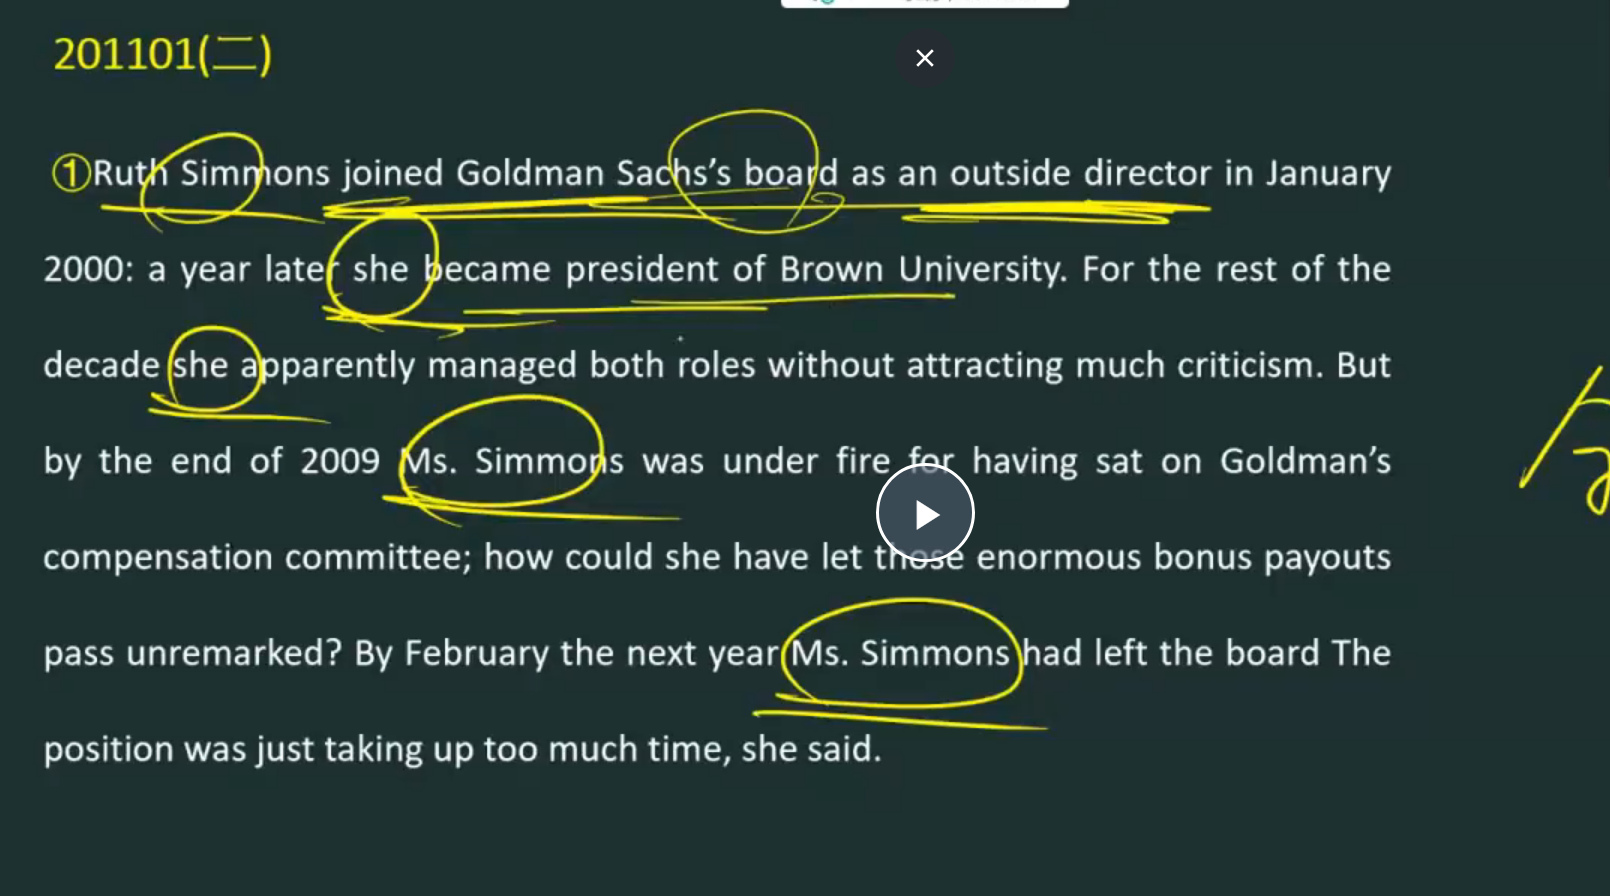 201101(二)
①Ruth Simmons joined Goldman Sachs’s board as an outside director in January
2000: a year later she became president of Brown University. For the rest of the
decade she apparently managed both roles without attracting much criticism. But
by the end of 2009 Ms. Simmons was under fire for having sat on Goldman’s
compensation committee; how could she have let those enormous bonus payouts
pass unremarked? By February the next year Ms. Simmons had left the board The
position was just taking up too much time, she said.